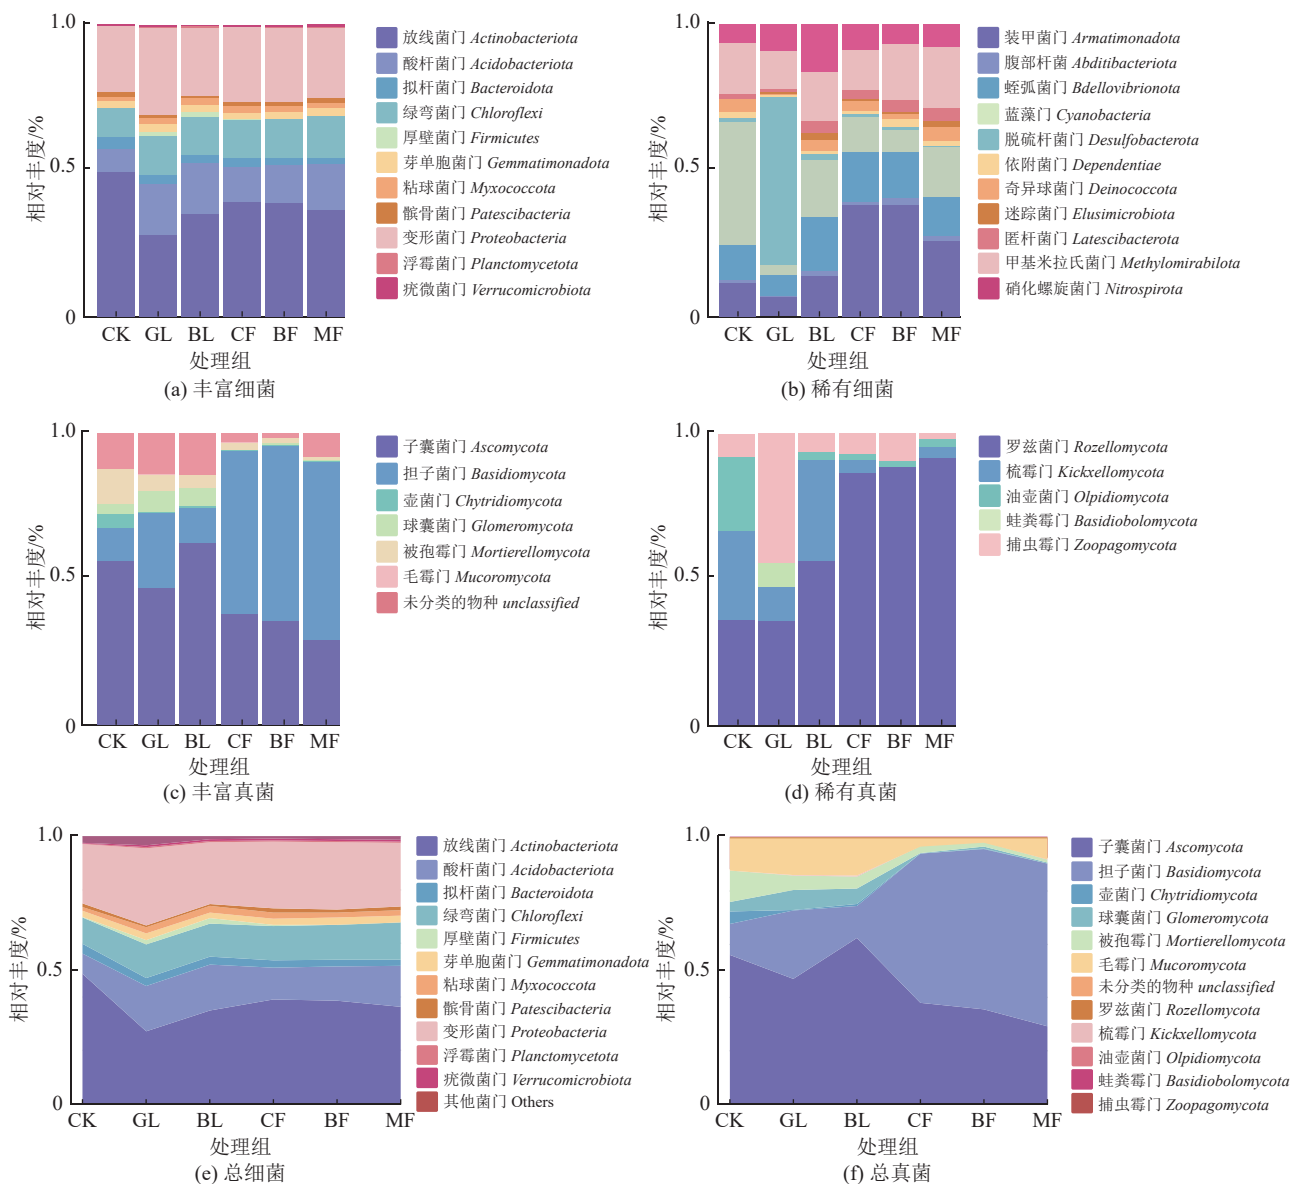 1.0
0.5
0
相对丰度/%
CK GL BL CF BF MF
处理组
(a) 丰富细菌
放线菌门 Actinobacteriota
酸杆菌门 Acidobacteriota
拟杆菌门 Bacteroidota
绿弯菌门 Chloroflexi
厚壁菌门 Firmicutes
芽单胞菌门 Gemmatimonadota
粘球菌门 Myxococcota
髌骨菌门 Patescibacteria
变形菌门 Proteobacteria
浮霉菌门 Planctomycetota
疣微菌门 Verrucomicrobiota
1.0
0.5
0
相对丰度/%
CK GL BL CF BF MF
处理组
(b) 稀有细菌
装甲菌门 Armatimonadota
腹部杆菌 Abditibacteriota
蛭弧菌门 Bdellovibrionota
蓝藻门 Cyanobacteria
脱硫杆菌门 Desulfobacterota
依附菌门 Dependentiae
奇异球菌门 Deinococcota
迷踪菌门 Elusimicrobiota
匿杆菌门 Latescibacterota
甲基米拉氏菌门 Methylomirabilota
硝化螺旋菌门 Nitrospirota
1.0
0.5
0
相对丰度/%
CK GL BL CF BF MF
处理组
(c) 丰富真菌
子囊菌门 Ascomycota
担子菌门 Basidiomycota
壶菌门 Chytridiomycota
球囊菌门 Glomeromycota
被孢霉门 Mortierellomycota
毛霉门 Mucoromycota
未分类的物种 unclassified
1.0
0.5
0
相对丰度/%
CK GL BL CF BF MF
处理组
(d) 稀有真菌
罗兹菌门 Rozellomycota
梳霉门 Kickxellomycota
油壶菌门 Olpidiomycota
蛙粪霉门 Basidiobolomycota
捕虫霉门 Zoopagomycota
1.0
0.5
0
相对丰度/%
CK GL BL CF BF MF
处理组
(e) 总细菌
放线菌门 Actinobacteriota
酸杆菌门 Acidobacteriota
拟杆菌门 Bacteroidota
绿弯菌门 Chloroflexi
厚壁菌门 Firmicutes
芽单胞菌门 Gemmatimonadota
粘球菌门 Myxococcota
髌骨菌门 Patescibacteria
变形菌门 Proteobacteria
浮霉菌门 Planctomycetota
疣微菌门 Verrucomicrobiota
其他菌门 Others
1.0
0.5
0
相对丰度/%
CK GL BL CF BF MF
处理组
(f) 总真菌
子囊菌门 Ascomycota
担子菌门 Basidiomycota
壶菌门 Chytridiomycota
球囊菌门 Glomeromycota
被孢霉门 Mortierellomycota
毛霉门 Mucoromycota
未分类的物种 unclassified
罗兹菌门 Rozellomycota
梳霉门 Kickxellomycota
油壶菌门 Olpidiomycota
蛙粪霉门 Basidiobolomycota
捕虫霉门 Zoopagomycota